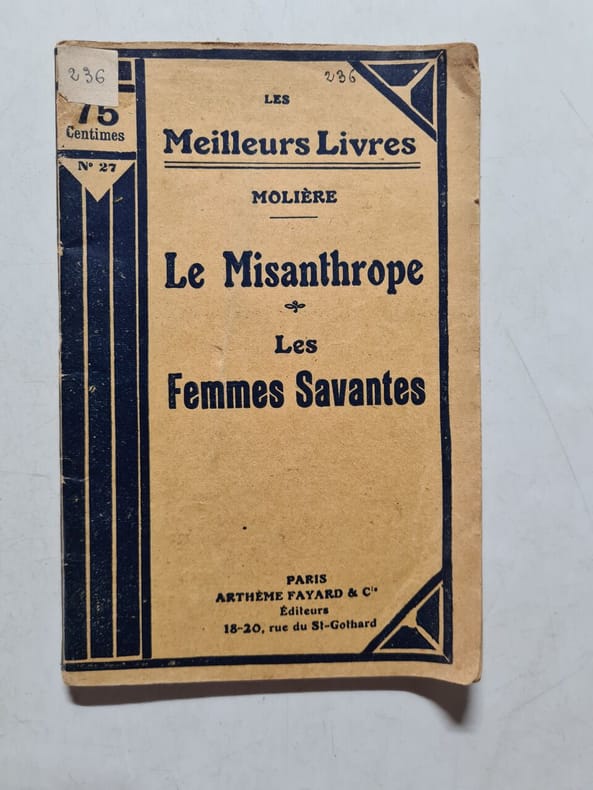 236
75
Centimes
N° 27
236
LES
Meilleurs Livres
MOLIÈRE
Le Misanthrope
Les
Femmes Savantes
PARIS
ARTHÈME FAYARD & Cie
Éditeurs
18-20, rue du St-Gothard